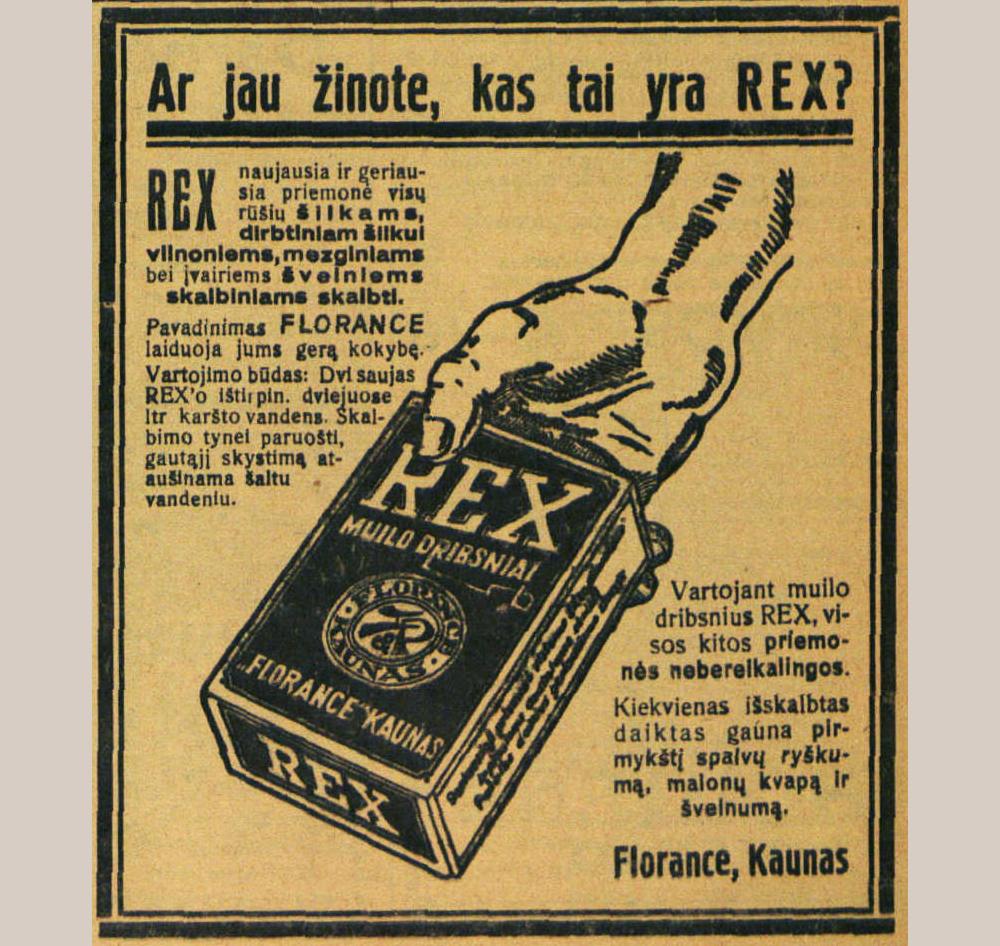 Ar jau žinote, kas tai yra REX?
REX naujausia ir geriau-
sia priemonė visų
rūšių šilkams,
dirbtiniam šilkui
vilnoniems, mezginiams
bei įvairiems švelniems
skalbiniams skalbti.
Pavadinimas FLORANCE
laiduoja jums gerą kokybę.
Vartojimo būdas: Dvi saujas
REX'o ištirpin. dviejuose
ltr karšto vandens. Skal-
bimo tynei paruošti,
gautąjį skystimą at-
aušinama šaltu
vandeniu.
REX
MUILO DRIBSNIAI
FLORANCE
KAUNAS
„FLORANCE" KAUNAS
REX
Vartojant muilo
dribsnius REX, vi-
sos kitos priemo-
nės nebereikalingos.
Kiekvienas išskalbtas
daiktas gauna pir-
mykštį spalvų ryšku-
mą, malonų kvapą ir
švelnumą.
Florance, Kaunas